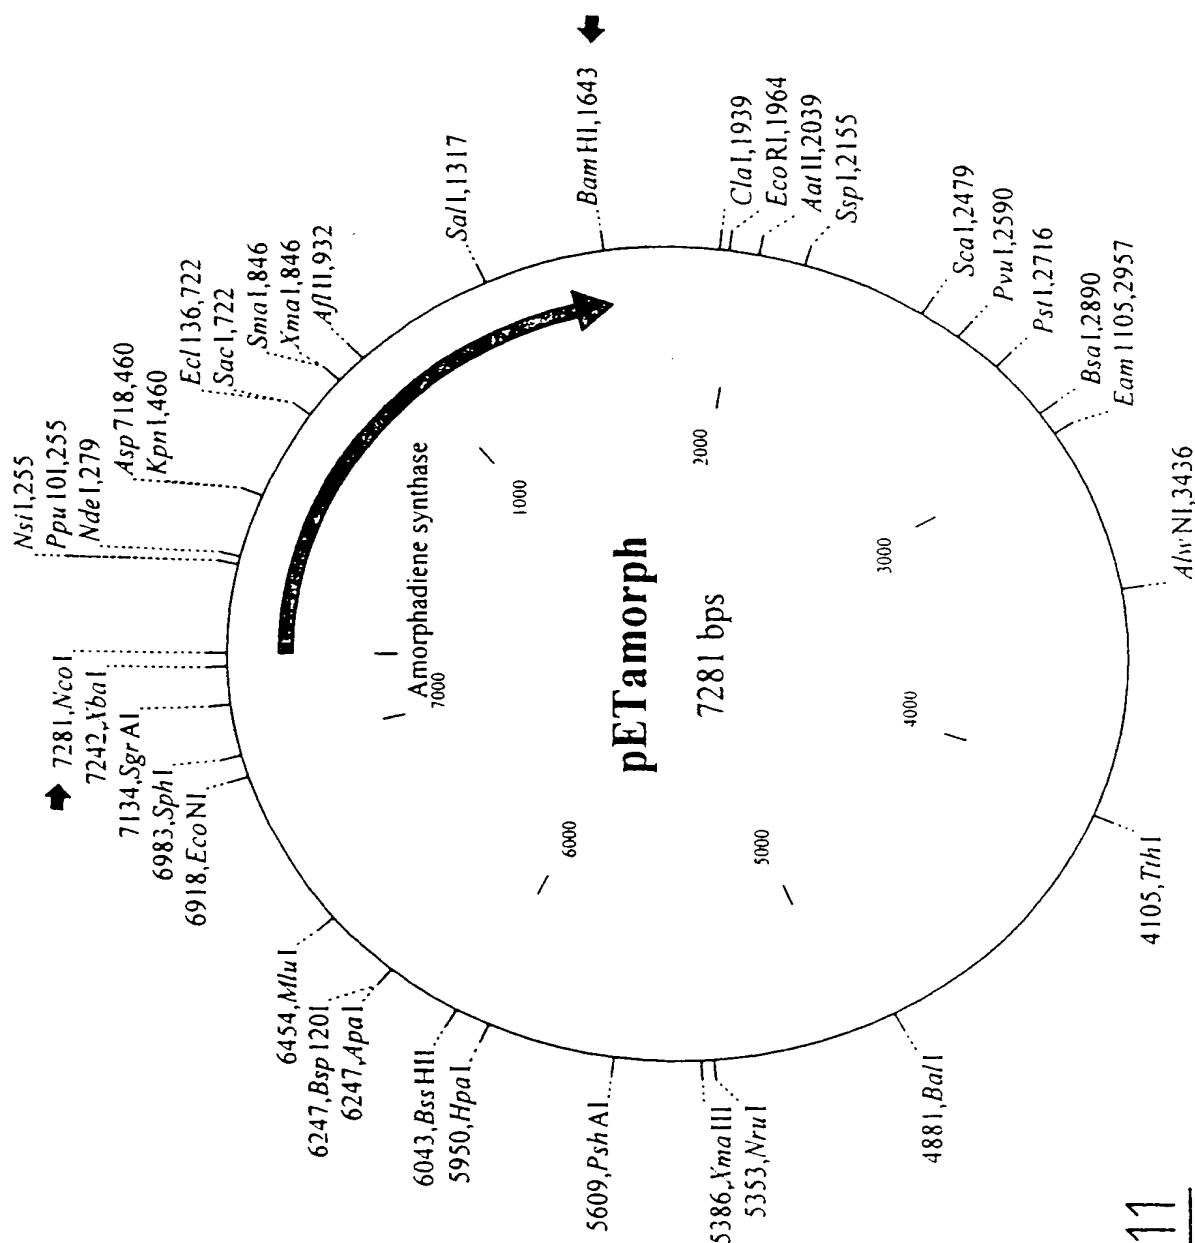 NsiI,255
Ppu10I,255
NdeI,279
Asp718,460
KpnI,460
Ecl136,722
SacI,722
SmaI,846
XmaI,846
AflII,932
SalI,1317
BamHI,1643
ClaI,1939
EcoRI,1964
AatII,2039
SspI,2155
ScaI,2479
PvuI,2590
PstI,2716
BsaI,2890
Eam1105,2957
AlwNI,3436
4105,TthI
4881,BalI
5353,NruI
5386,XmaIII
5609,PshAI
5950,HpaI
6043,BssHII
6247,ApaI
6247,Bsp120I
6454,MluI
6918,EcoNI
6983,SphI
7134,SgrAI
7242,XbaI
7281,NcoI
Amorphadiene synthase
1000
2000
3000
4000
5000
6000
7000
pETamorph
7281 bps
11